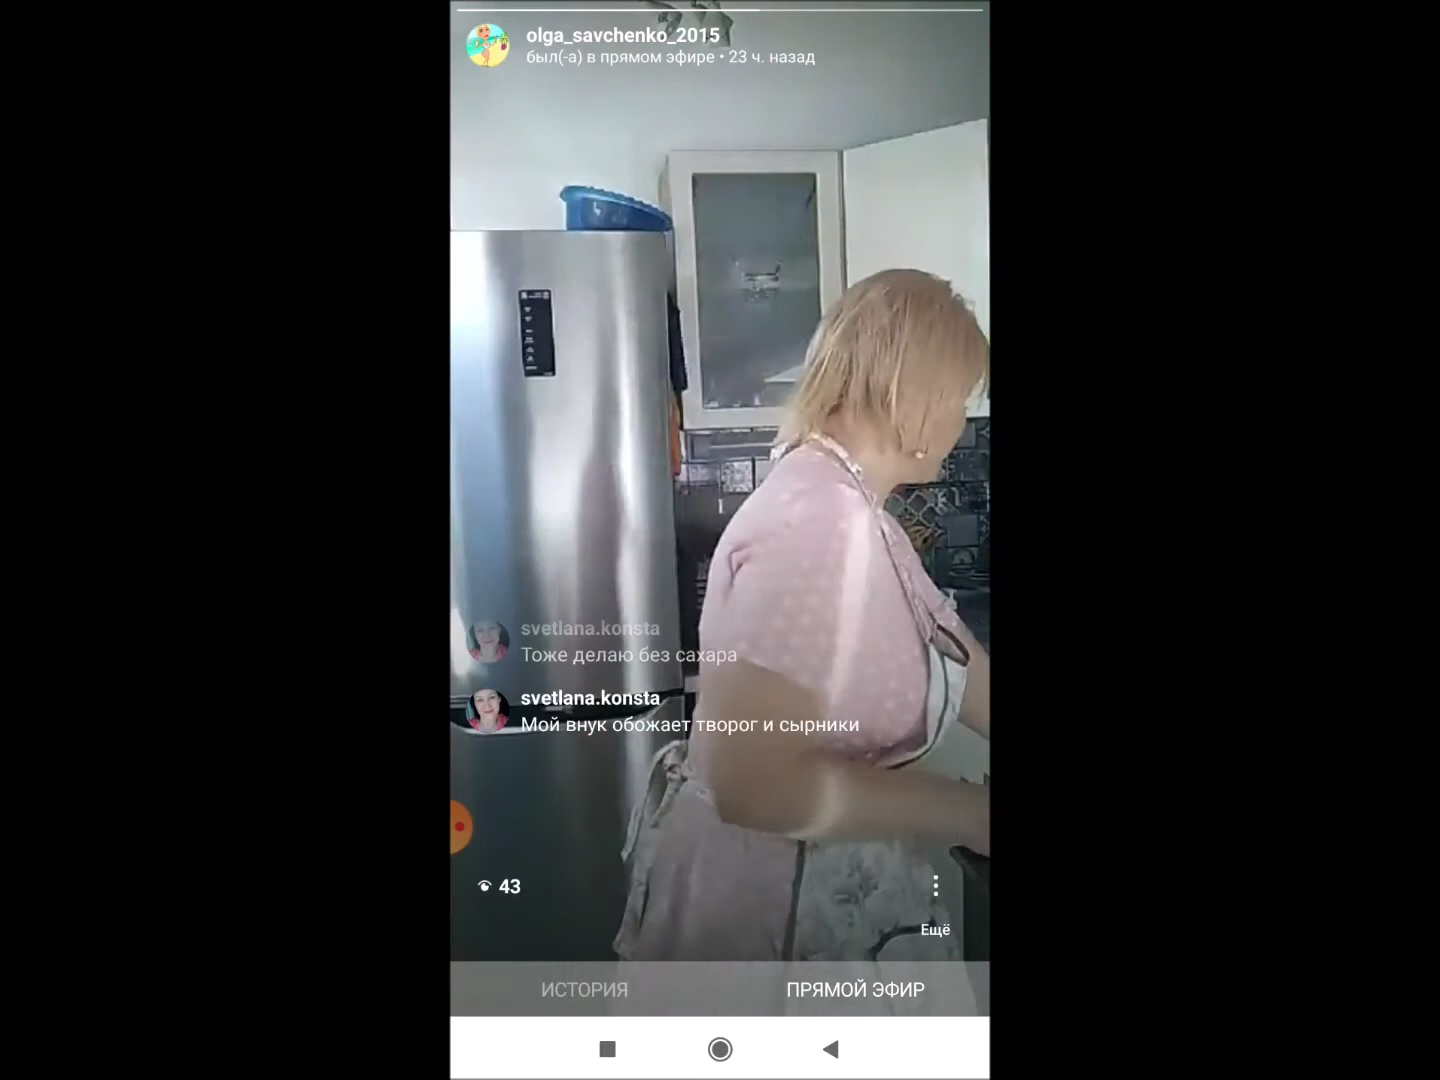 olga_savchenko_2015
был(-а) в прямом эфире • 23 ч. назад
svetlana.konsta
Тоже делаю без сахара
svetlana.konsta
Мой внук обожает творог и сырники
43
Ещё
ИСТОРИЯ
ПРЯМОЙ ЭФИР